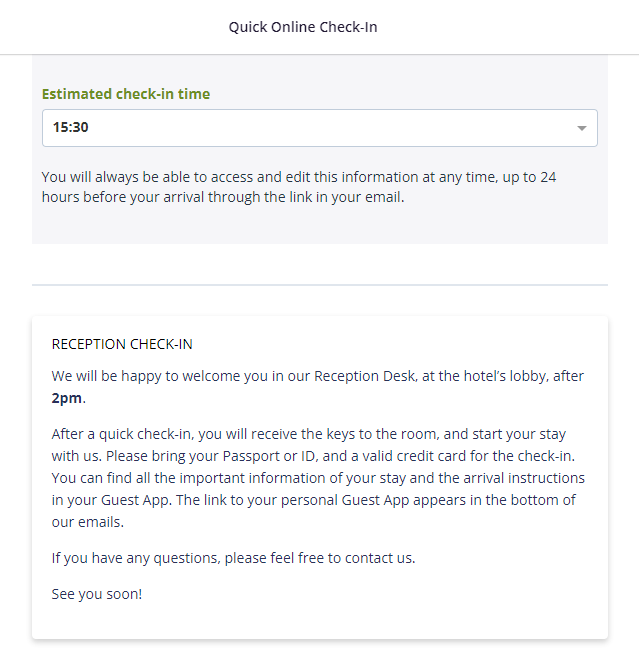 Quick Online Check-In
Estimated check-in time
15:30
You will always be able to access and edit this information at any time, up to 24
hours before your arrival through the link in your email.
RECEPTION CHECK-IN
We will be happy to welcome you in our Reception Desk, at the hotel’s lobby, after
2pm.
After a quick check-in, you will receive the keys to the room, and start your stay
with us. Please bring your Passport or ID, and a valid credit card for the check-in.
You can find all the important information of your stay and the arrival instructions
in your Guest App. The link to your personal Guest App appears in the bottom of
our emails.
If you have any questions, please feel free to contact us.
See you soon!